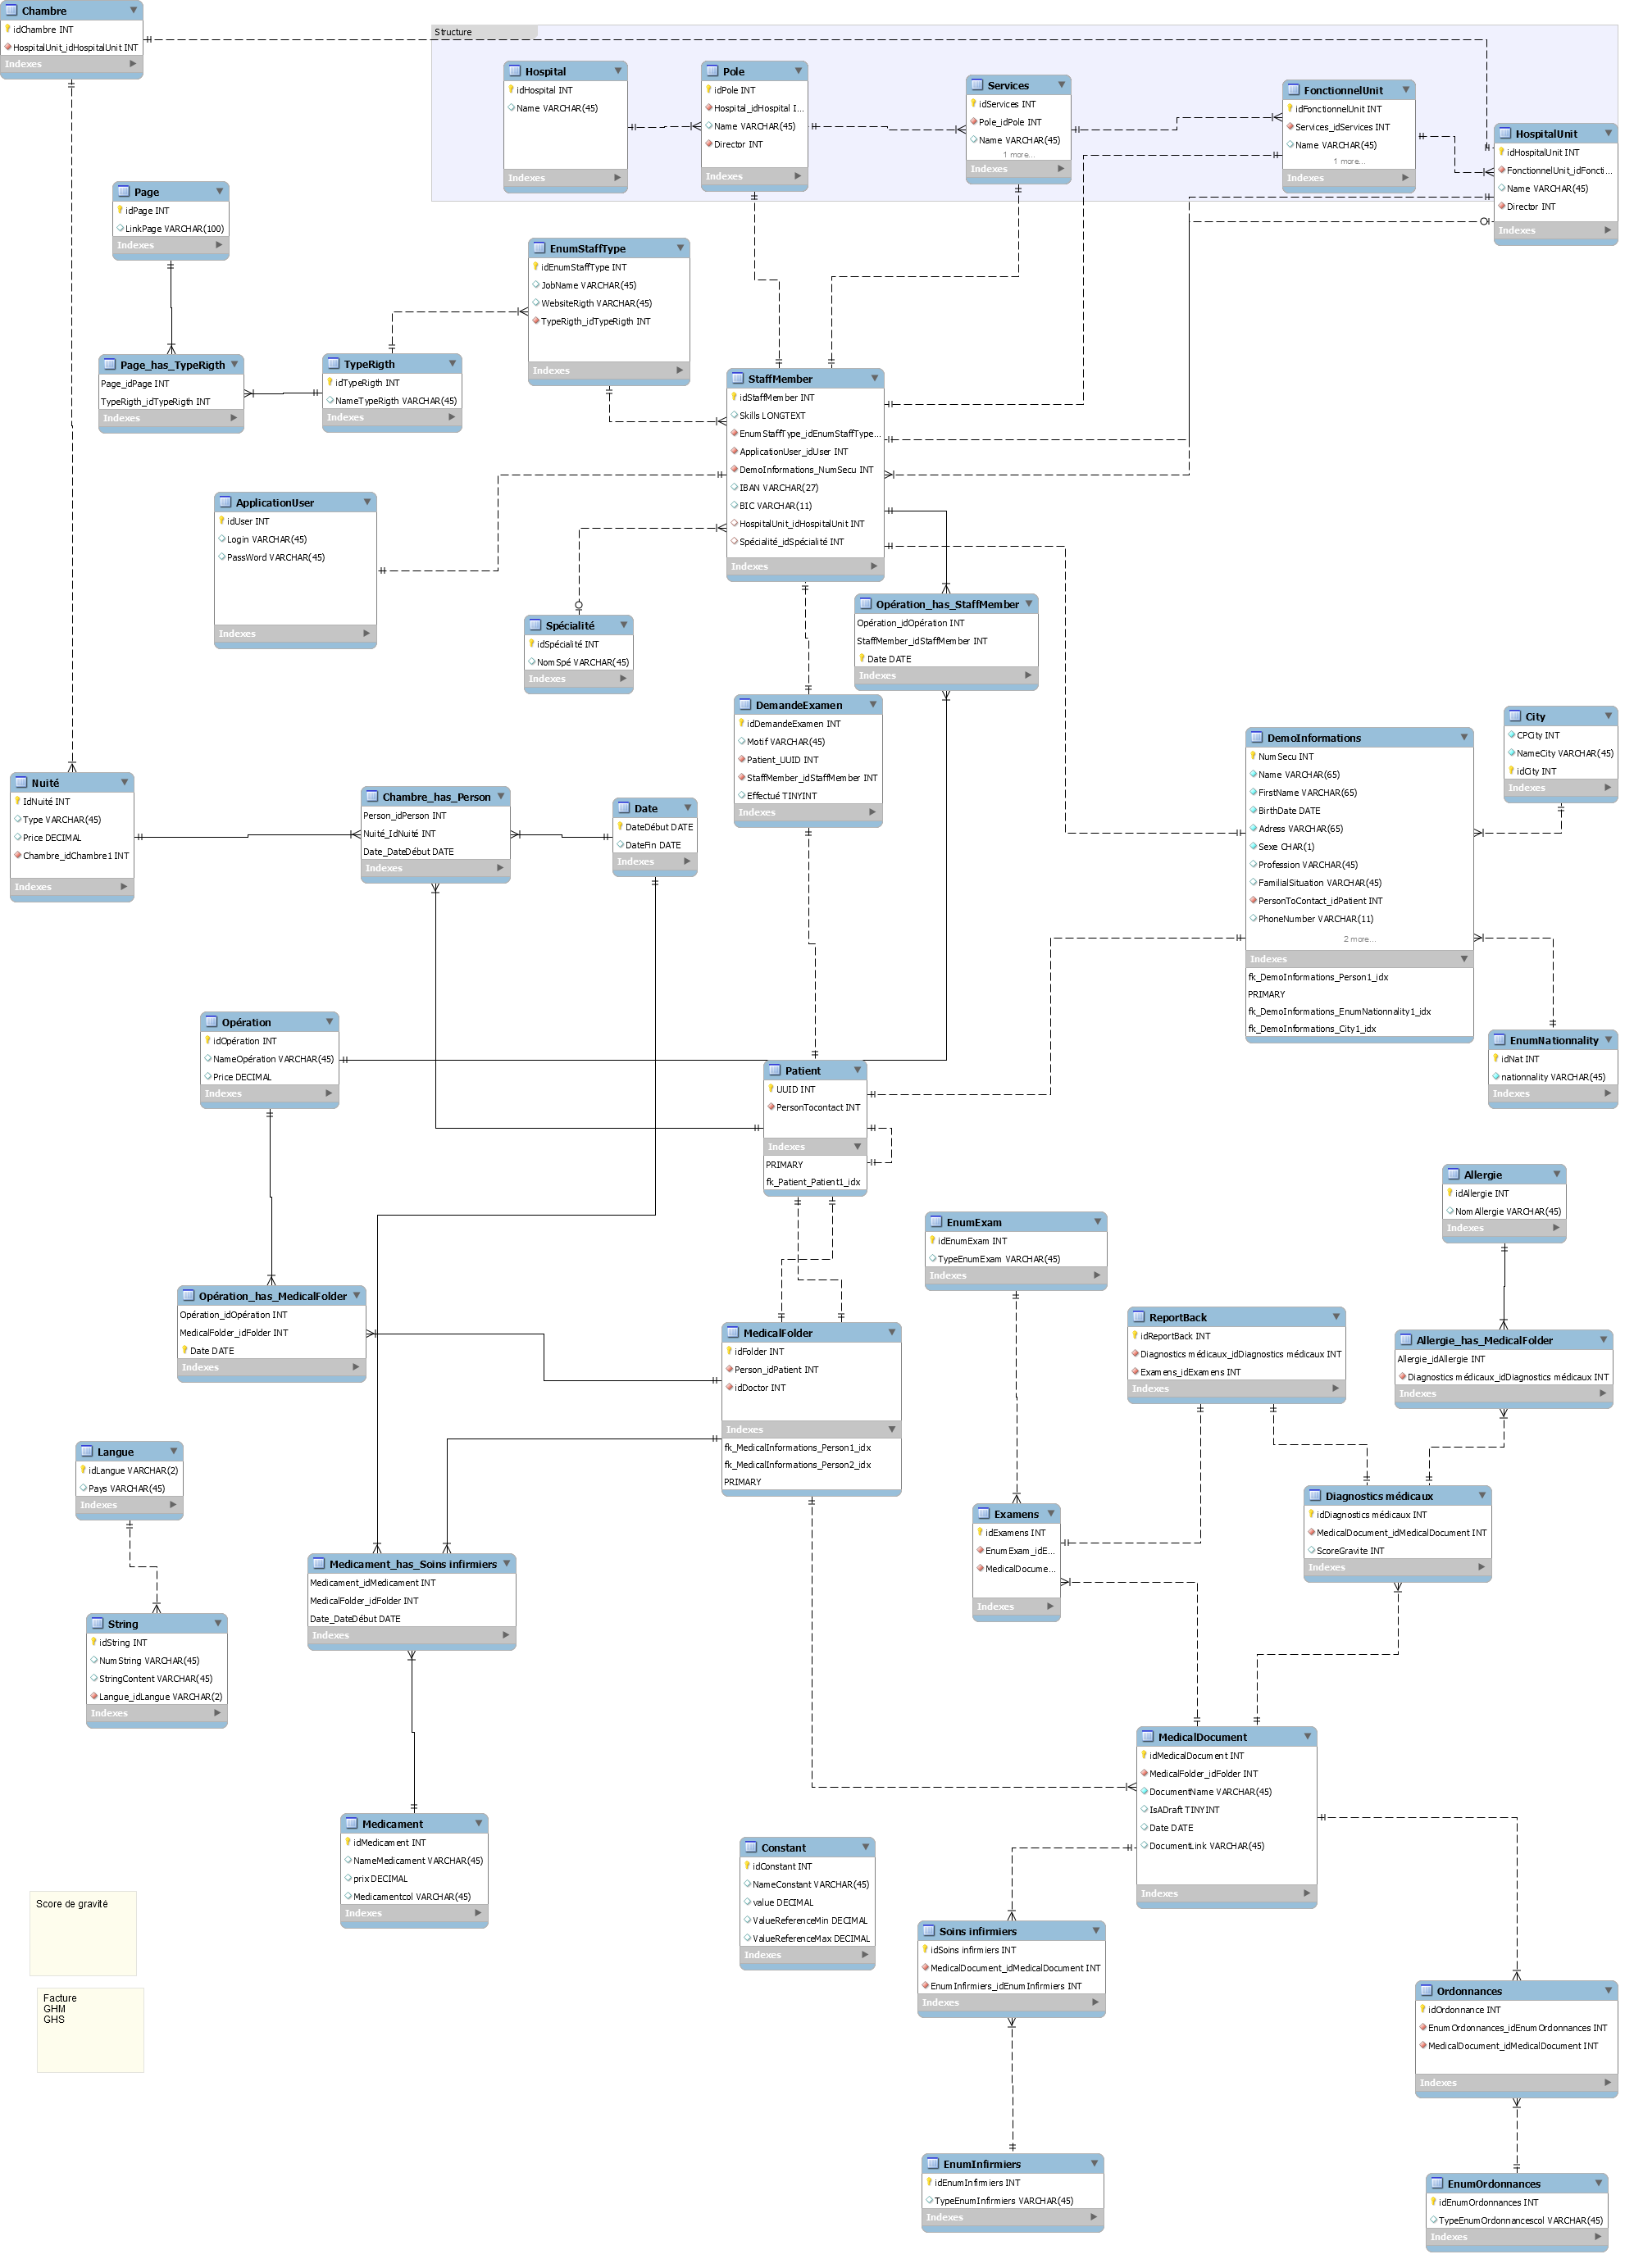 Chambre
idChambre INT
HospitalUnit_idHospitalUnit INT
Indexes
Structure
Hospital
idHospital INT
Name VARCHAR(45)
Indexes
Pole
idPole INT
Hospital_idHospital I...
Name VARCHAR(45)
Director INT
Indexes
Services
idServices INT
Pole_idPole INT
Name VARCHAR(45)
1 more...
Indexes
FonctionnelUnit
idFonctionnelUnit INT
Services_idServices INT
Name VARCHAR(45)
1 more...
Indexes
HospitalUnit
idHospitalUnit INT
FonctionnelUnit_idFoncti...
Name VARCHAR(45)
Director INT
Indexes
Page
idPage INT
LinkPage VARCHAR(100)
Indexes
EnumStaffType
idEnumStaffType INT
JobName VARCHAR(45)
WebsiteRigth VARCHAR(45)
TypeRigth_idTypeRigth INT
Indexes
Page_has_TypeRigth
Page_idPage INT
TypeRigth_idTypeRigth INT
Indexes
TypeRigth
idTypeRigth INT
NameTypeRigth VARCHAR(45)
Indexes
StaffMember
idStaffMember INT
Skills LONGTEXT
EnumStaffType_idEnumStaffType...
ApplicationUser_idUser INT
DemoInformations_NumSecu INT
IBAN VARCHAR(27)
BIC VARCHAR(11)
HospitalUnit_idHospitalUnit INT
Spécialité_idSpécialité INT
Indexes
ApplicationUser
idUser INT
Login VARCHAR(45)
PassWord VARCHAR(45)
Indexes
Spécialité
idSpécialité INT
NomSpé VARCHAR(45)
Indexes
Opération_has_StaffMember
Opération_idOpération INT
StaffMember_idStaffMember INT
Date DATE
Indexes
DemandeExamen
idDemandeExamen INT
Motif VARCHAR(45)
Patient_UUID INT
StaffMember_idStaffMember INT
Effectué TINYINT
Indexes
DemoInformations
NumSecu INT
Name VARCHAR(65)
FirstName VARCHAR(65)
BirthDate DATE
Adress VARCHAR(65)
Sexe CHAR(1)
Profession VARCHAR(45)
FamilialSituation VARCHAR(45)
PersonToContact_idPatient INT
PhoneNumber VARCHAR(11)
2 more...
Indexes
fk_DemoInformations_Person1_idx
PRIMARY
fk_DemoInformations_EnumNationnality1_idx
fk_DemoInformations_City1_idx
City
CPCity INT
NameCity VARCHAR(45)
idCity INT
Indexes
Nuité
IdNuité INT
Type VARCHAR(45)
Price DECIMAL
Chambre_idChambre1 INT
Indexes
Chambre_has_Person
Person_idPerson INT
Nuité_IdNuité INT
Date_DateDébut DATE
Indexes
Date
DateDébut DATE
DateFin DATE
Indexes
Opération
idOpération INT
NameOpération VARCHAR(45)
Price DECIMAL
Indexes
EnumNationnality
idNat INT
nationnality VARCHAR(45)
Indexes
Patient
UUID INT
PersonTocontact INT
Indexes
PRIMARY
fk_Patient_Patient1_idx
Allergie
idAllergie INT
NomAllergie VARCHAR(45)
Indexes
EnumExam
idEnumExam INT
TypeEnumExam VARCHAR(45)
Indexes
Opération_has_MedicalFolder
Opération_idOpération INT
MedicalFolder_idFolder INT
Date DATE
Indexes
MedicalFolder
idFolder INT
Person_idPatient INT
idDoctor INT
Indexes
fk_MedicalInformations_Person1_idx
fk_MedicalInformations_Person2_idx
PRIMARY
ReportBack
idReportBack INT
Diagnostics médicaux_idDiagnostics médicaux INT
Examens_idExamens INT
Indexes
Allergie_has_MedicalFolder
Allergie_idAllergie INT
Diagnostics médicaux_idDiagnostics médicaux INT
Indexes
Langue
idLangue VARCHAR(2)
Pays VARCHAR(45)
Indexes
Examens
idExamens INT
EnumExam_idE...
MedicalDocume...
Indexes
Diagnostics médicaux
idDiagnostics médicaux INT
MedicalDocument_idMedicalDocument INT
ScoreGravite INT
Indexes
Medicament_has_Soins infirmiers
Medicament_idMedicament INT
MedicalFolder_idFolder INT
Date_DateDébut DATE
Indexes
String
idString INT
NumString VARCHAR(45)
StringContent VARCHAR(45)
Langue_idLangue VARCHAR(2)
Indexes
MedicalDocument
idMedicalDocument INT
MedicalFolder_idFolder INT
DocumentName VARCHAR(45)
IsADraft TINYINT
Date DATE
DocumentLink VARCHAR(45)
Indexes
Medicament
idMedicament INT
NameMedicament VARCHAR(45)
prix DECIMAL
Medicamentcol VARCHAR(45)
Indexes
Constant
idConstant INT
NameConstant VARCHAR(45)
value DECIMAL
ValueReferenceMin DECIMAL
ValueReferenceMax DECIMAL
Indexes
Score de gravité
Facture
GHM
GHS
Soins infirmiers
idSoins infirmiers INT
MedicalDocument_idMedicalDocument INT
EnumInfirmiers_idEnumInfirmiers INT
Indexes
Ordonnances
idOrdonnance INT
EnumOrdonnances_idEnumOrdonnances INT
MedicalDocument_idMedicalDocument INT
Indexes
EnumInfirmiers
idEnumInfirmiers INT
TypeEnumInfirmiers VARCHAR(45)
Indexes
EnumOrdonnances
idEnumOrdonnances INT
TypeEnumOrdonnancescol VARCHAR(45)
Indexes